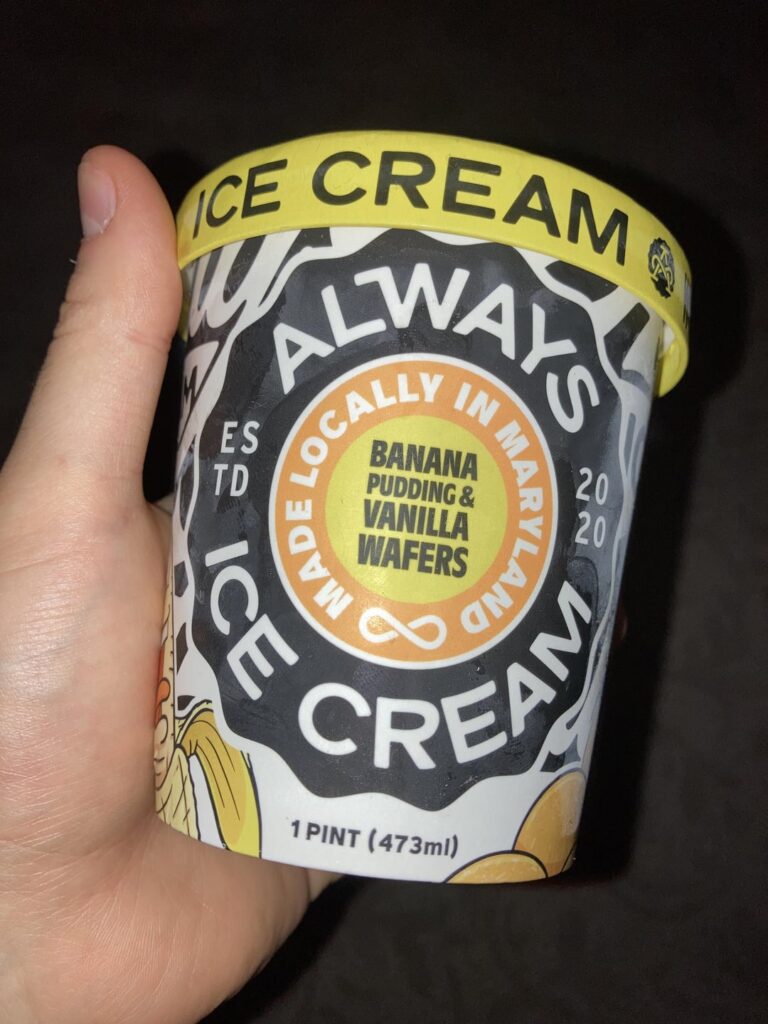 ICE CREAM
ALWAYS
MADE LOCALLY IN MARYLAND
BANANA
PUDDING &
VANILLA
WAFERS
ES
TD
20
20
ICE CREAM
1 PINT (473ml)